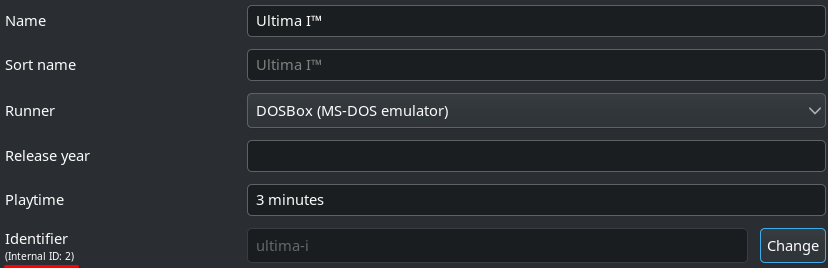 Name
Ultima I™
Sort name
Ultima I™
Runner
DOSBox (MS-DOS emulator)
Release year
Playtime
3 minutes
Identifier
(Internal ID: 2)
ultima-i
Change